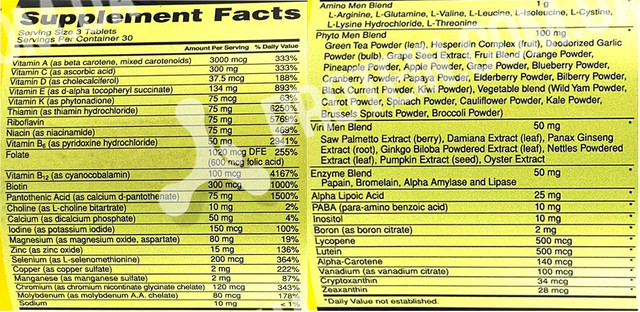 Supplement Facts
Serving Size 3 Tablets
Servings Per Container 30
Amount Per Serving % Daily Value
Vitamin A (as beta carotene, mixed carotenoids) 3000 mcg 333%
Vitamin C (as ascorbic acid) 300 mg 333%
Vitamin D (as cholecalciferol) 37.5 mcg 188%
Vitamin E (as d-alpha tocopheryl succinate) 134 mg 893%
Vitamin K (as phytonadione) 75 mcg 63%
Thiamin (as thiamin hydrochloride) 75 mg 6250%
Riboflavin 75 mg 5769%
Niacin (as niacinamide) 75 mg 469%
Vitamin B6 (as pyridoxine hydrochloride) 50 mg 2941%
Folate 1020 mcg DFE 255%
(600 mcg folic acid)
Vitamin B12 (as cyanocobalamin) 100 mcg 4167%
Biotin 300 mcg 1000%
Pantothenic Acid (as calcium d-pantothenate) 75 mg 1500%
Choline (as L-choline bitartrate) 10 mg 2%
Calcium (as dicalcium phosphate) 50 mg 4%
Iodine (as potassium iodide) 150 mcg 100%
Magnesium (as magnesium oxide, aspartate) 80 mg 19%
Zinc (as zinc oxide) 15 mg 136%
Selenium (as L-selenomethionine) 200 mcg 364%
Copper (as copper sulfate) 2 mg 222%
Manganese (as manganese sulfate) 2 mg 87%
Chromium (as chromium nicontinate glycinate chelate) 120 mcg 343%
Molybdenum (as molybdenum A.A. chelate) 80 mcg 178%
Sodium 10 mg <1%
Amino Men Blend 1 g
L-Arginine, L-Glutamine, L-Valine, L-Leucine, L-Isoleucine, L-Cystine,
L-Lysine Hydrochloride, L-Threonine
Phyto Men Blend 100 mg *
Green Tea Powder (leaf), Hesperidin Complex (fruit), Deodorized Garlic
Powder (bulb), Grape Seed Extract, Fruit Blend (Orange Powder,
Pineapple Powder, Apple Powder, Grape Powder, Blueberry Powder,
Cranberry Powder, Papaya Powder, Elderberry Powder, Bilberry Powder,
Black Current Powder, Kiwi Powder), Vegetable blend (Wild Yam Powder,
Carrot Powder, Spinach Powder, Cauliflower Powder, Kale Powder,
Brussels Sprouts Powder, Broccoli Powder)
Viri Men Blend 50 mg *
Saw Palmetto Extract (berry), Damiana Extract (leaf), Panax Ginseng
Extract (root), Ginkgo Biloba Powdered Extract (leaf), Nettles Powdered
Extract (leaf), Pumpkin Extract (seed), Oyster Extract
Enzyme Blend 50 mg *
Papain, Bromelain, Alpha Amylase and Lipase
Alpha Lipoic Acid 25 mg *
PABA (para-amino benzoic acid) 10 mg *
Inositol 10 mg *
Boron (as boron citrate) 2 mg *
Lycopene 500 mcg *
Lutein 500 mcg *
Alpha-Carotene 140 mcg *
Vanadium (as vanadium citrate) 100 mcg *
Cryptoxanthin 34 mcg *
Zeaxanthin 28 mcg *
*Daily Value not established.